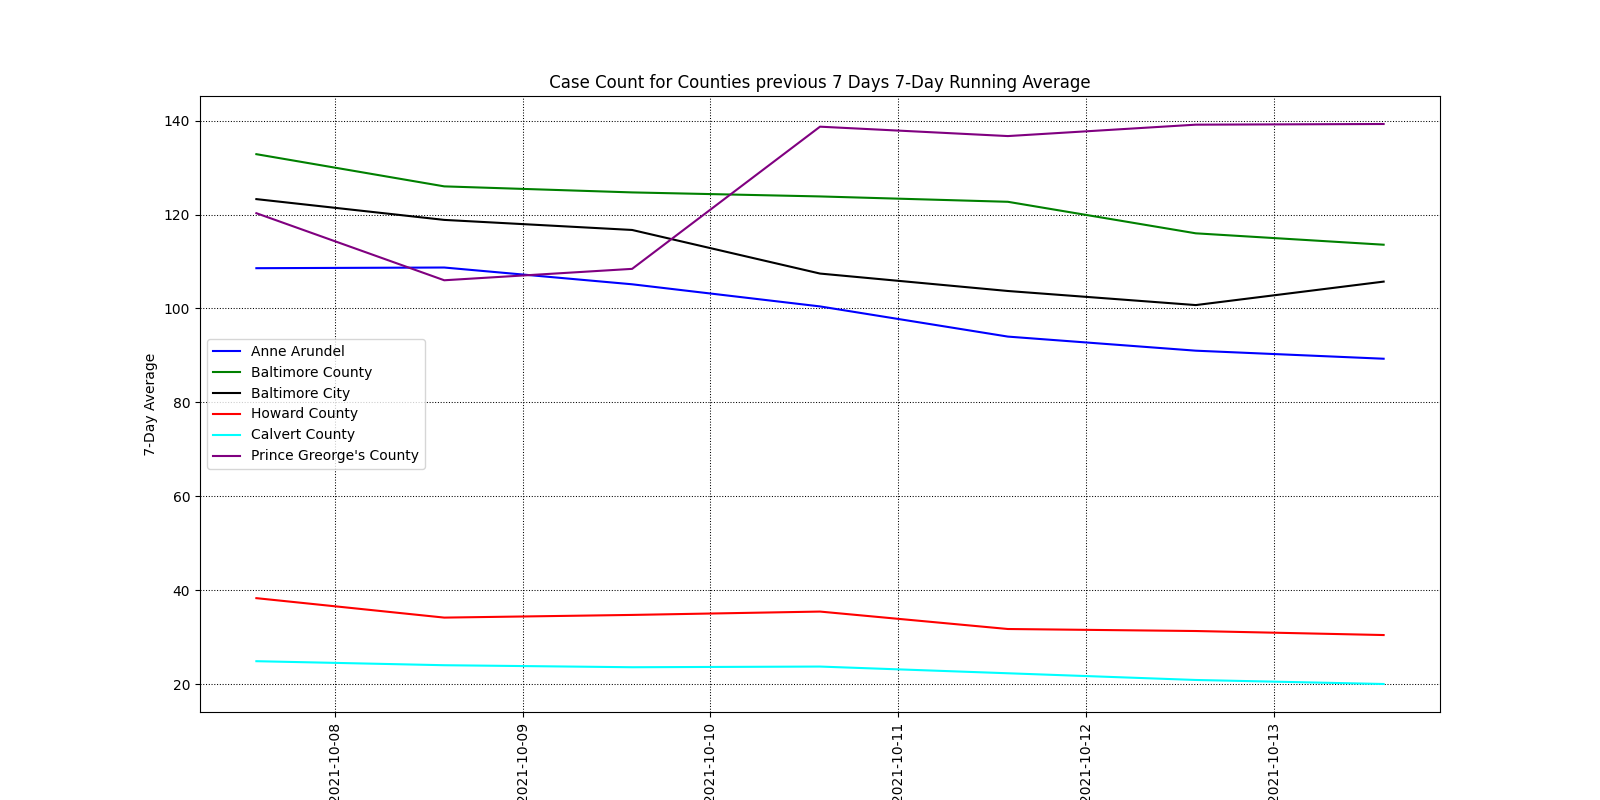 Case Count for Counties previous 7 Days 7-Day Running Average
140
120
100
80
60
40
20
7-Day Average
Anne Arundel
Baltimore County
Baltimore City
Howard County
Calvert County
Prince Greorge's County
2021-10-08
2021-10-09
2021-10-10
2021-10-11
2021-10-12
2021-10-13